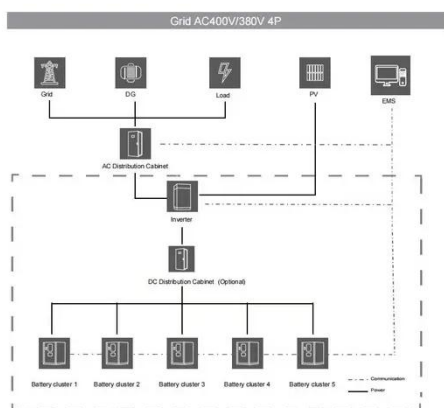 Grid AC400V/380V 4P
Grid
DG
Load
PV
EMS
AC Distribution Cabinet
Inverter
DC Distribution Cabinet (Optional)
Battery cluster 1
Battery cluster 2
Battery cluster 3
Battery cluster 4
Battery cluster 5
Communication
Power